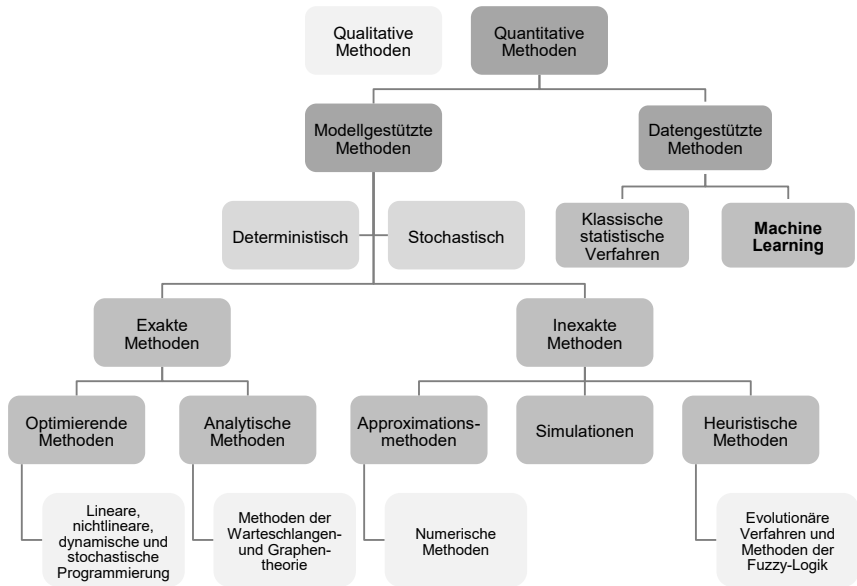 Qualitative
Methoden
Quantitative
Methoden
Modellgestützte
Methoden
Datengestützte
Methoden
Deterministisch
Stochastisch
Klassische
statistische
Verfahren
Machine
Learning
Exakte
Methoden
Inexakte
Methoden
Optimierende
Methoden
Analytische
Methoden
Approximations-
methoden
Simulationen
Heuristische
Methoden
Lineare,
nichtlineare,
dynamische und
stochastische
Programmierung
Methoden der
Warteschlangen-
und Graphen-
theorie
Numerische
Methoden
Evolutionäre
Verfahren und
Methoden der
Fuzzy-Logik